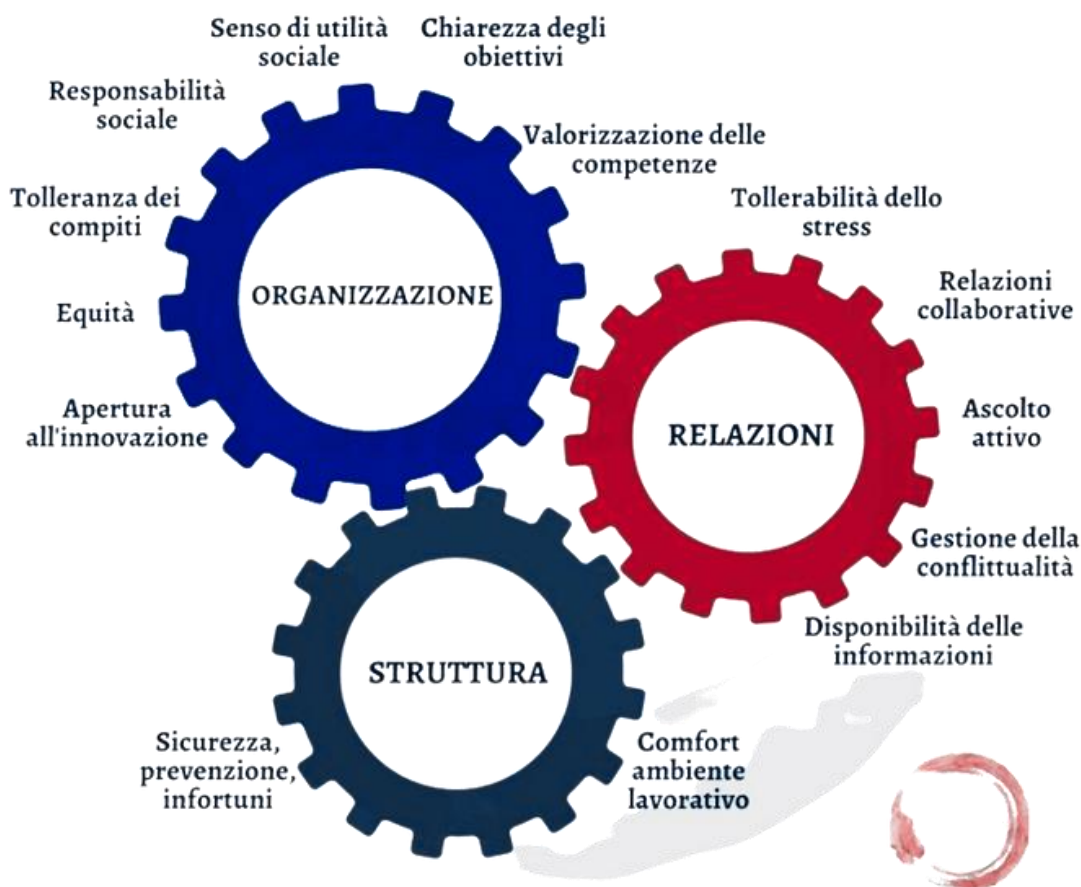 Senso di utilità
sociale
Chiarezza degli
obiettivi
Responsabilità
sociale
Valorizzazione delle
competenze
Tolleranza dei
compiti
Equità
Apertura
all'innovazione
ORGANIZZAZIONE
Tollerabilità dello
stress
Relazioni
collaborative
Ascolto
attivo
Gestione della
conflittualità
Disponibilità delle
informazioni
RELAZIONI
STRUTTURA
Sicurezza,
prevenzione,
infortuni
Comfort
ambiente
lavorativo